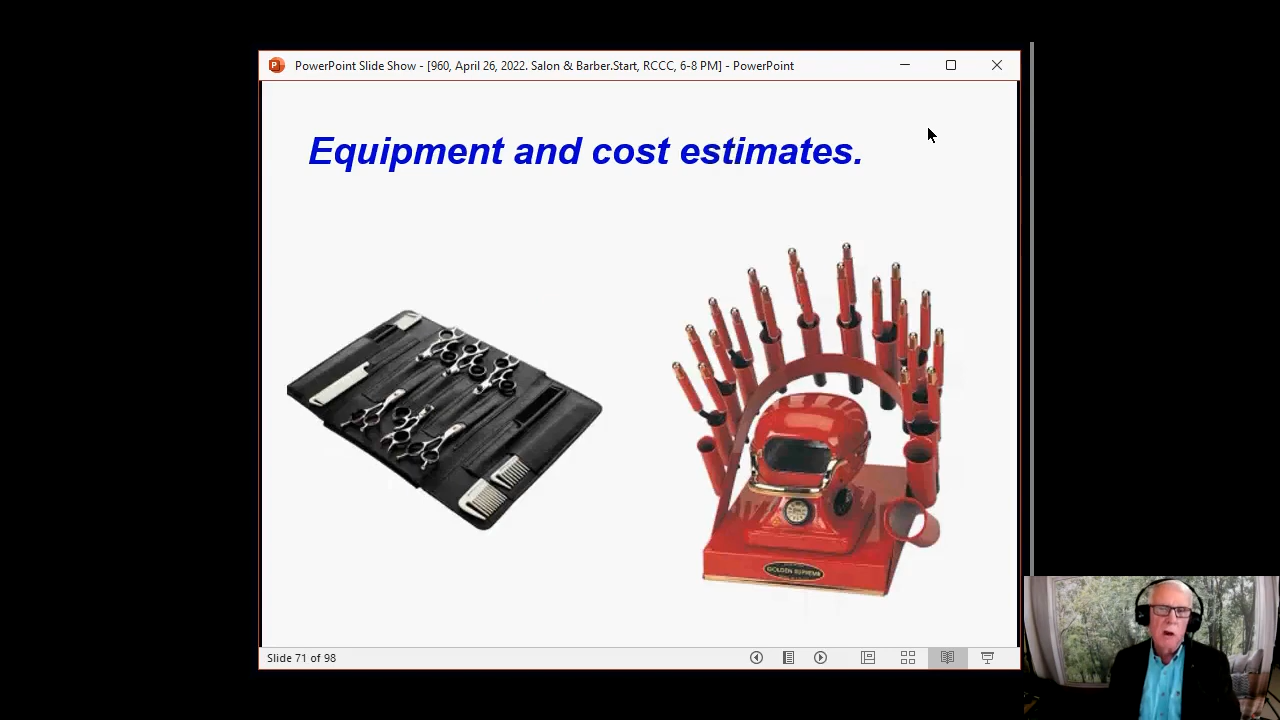 PowerPoint Slide Show - [960, April 26, 2022. Salon & Barber.Start, RCCC, 6-8 PM] - PowerPoint
Equipment and cost estimates.
GOLDEN SUPREME
Slide 71 of 98